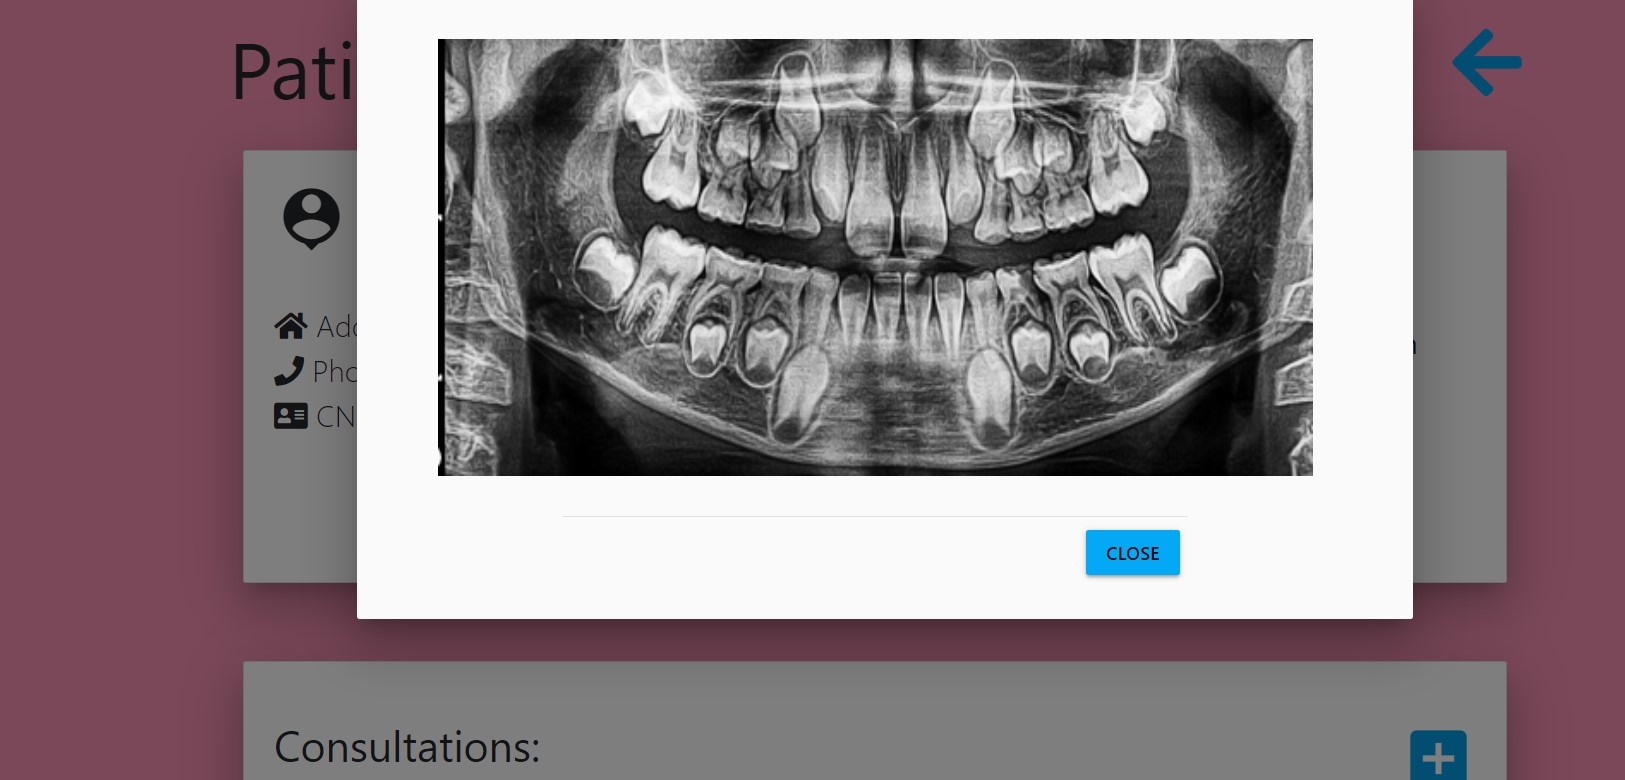 Pati
Add
Pho
CN
n
CLOSE
Consultations: